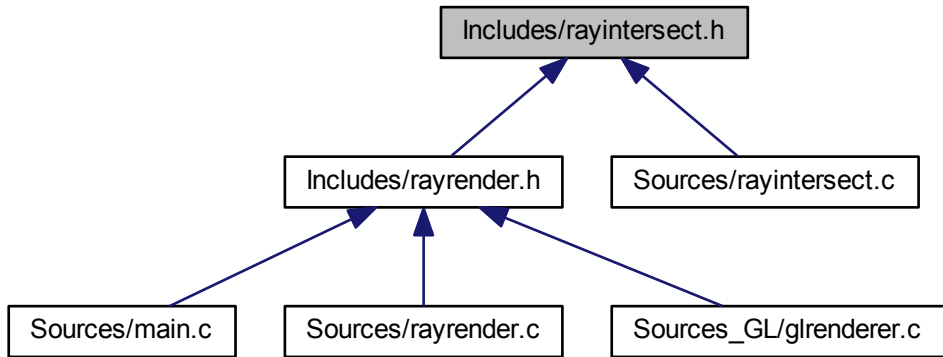 Includes/rayintersect.h
Includes/rayrender.h
Sources/rayintersect.c
Sources/main.c
Sources/rayrender.c
Sources_GL/glrenderer.c